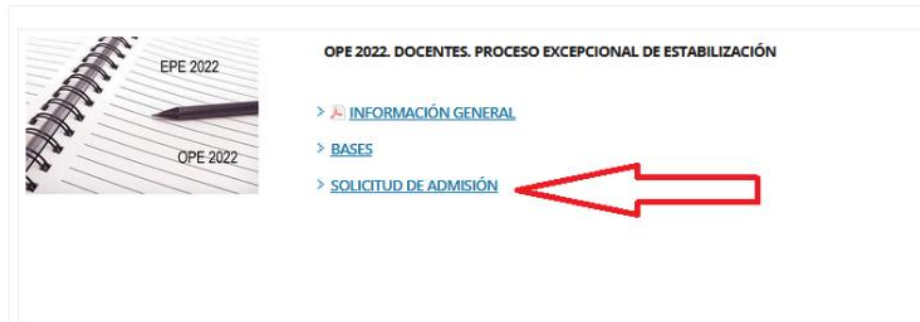 EPE 2022
OPE 2022
OPE 2022. DOCENTES. PROCESO EXCEPCIONAL DE ESTABILIZACIÓN
> INFORMACIÓN GENERAL
> BASES
> SOLICITUD DE ADMISIÓN